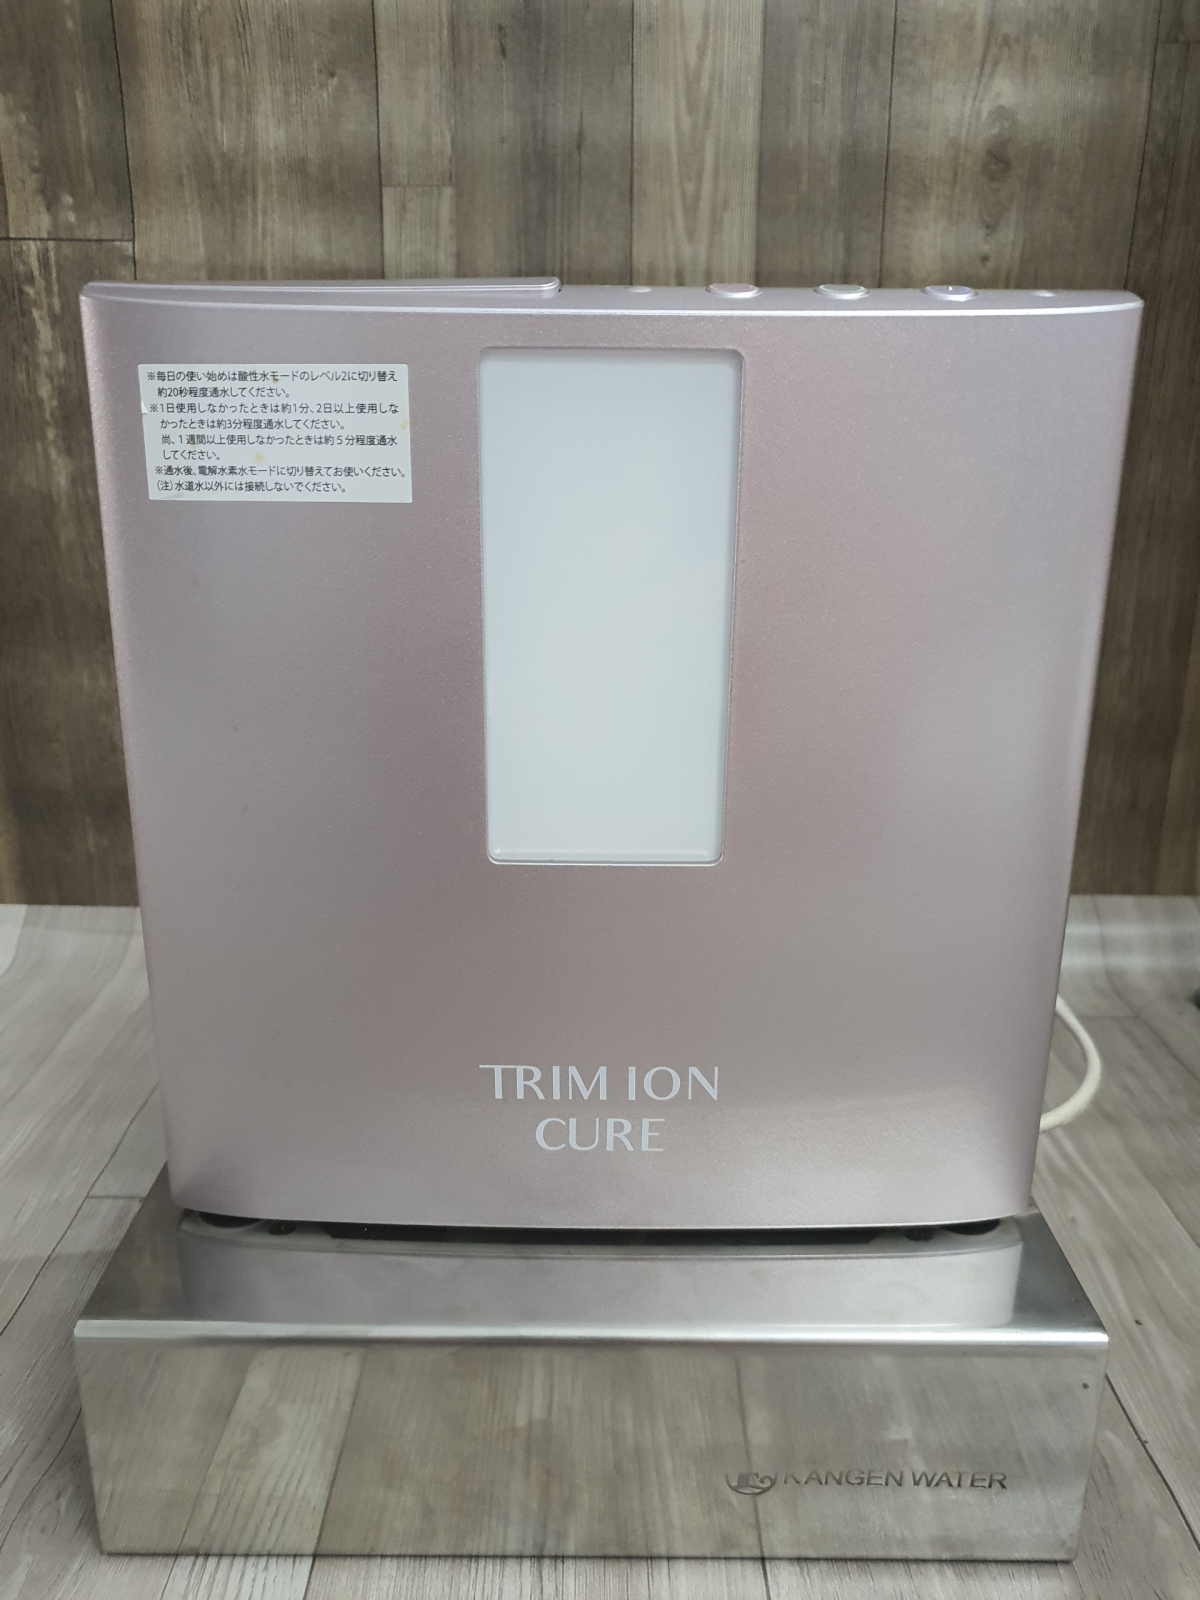 ※毎日の使い始めは酸性水モードのレベル2に切り替え
約20秒程度通水してください。
※1日使用しなかったときは約1分、2日以上使用しな
かったときは約3分程度通水してください。
尚、1週間以上使用しなかったときは約5分程度通水
してください。
※通水後、電解水素水モードに切り替えてお使いください。
(注)水道水以外には接続しないでください。
TRIM ION
CURE
KANGEN WATER